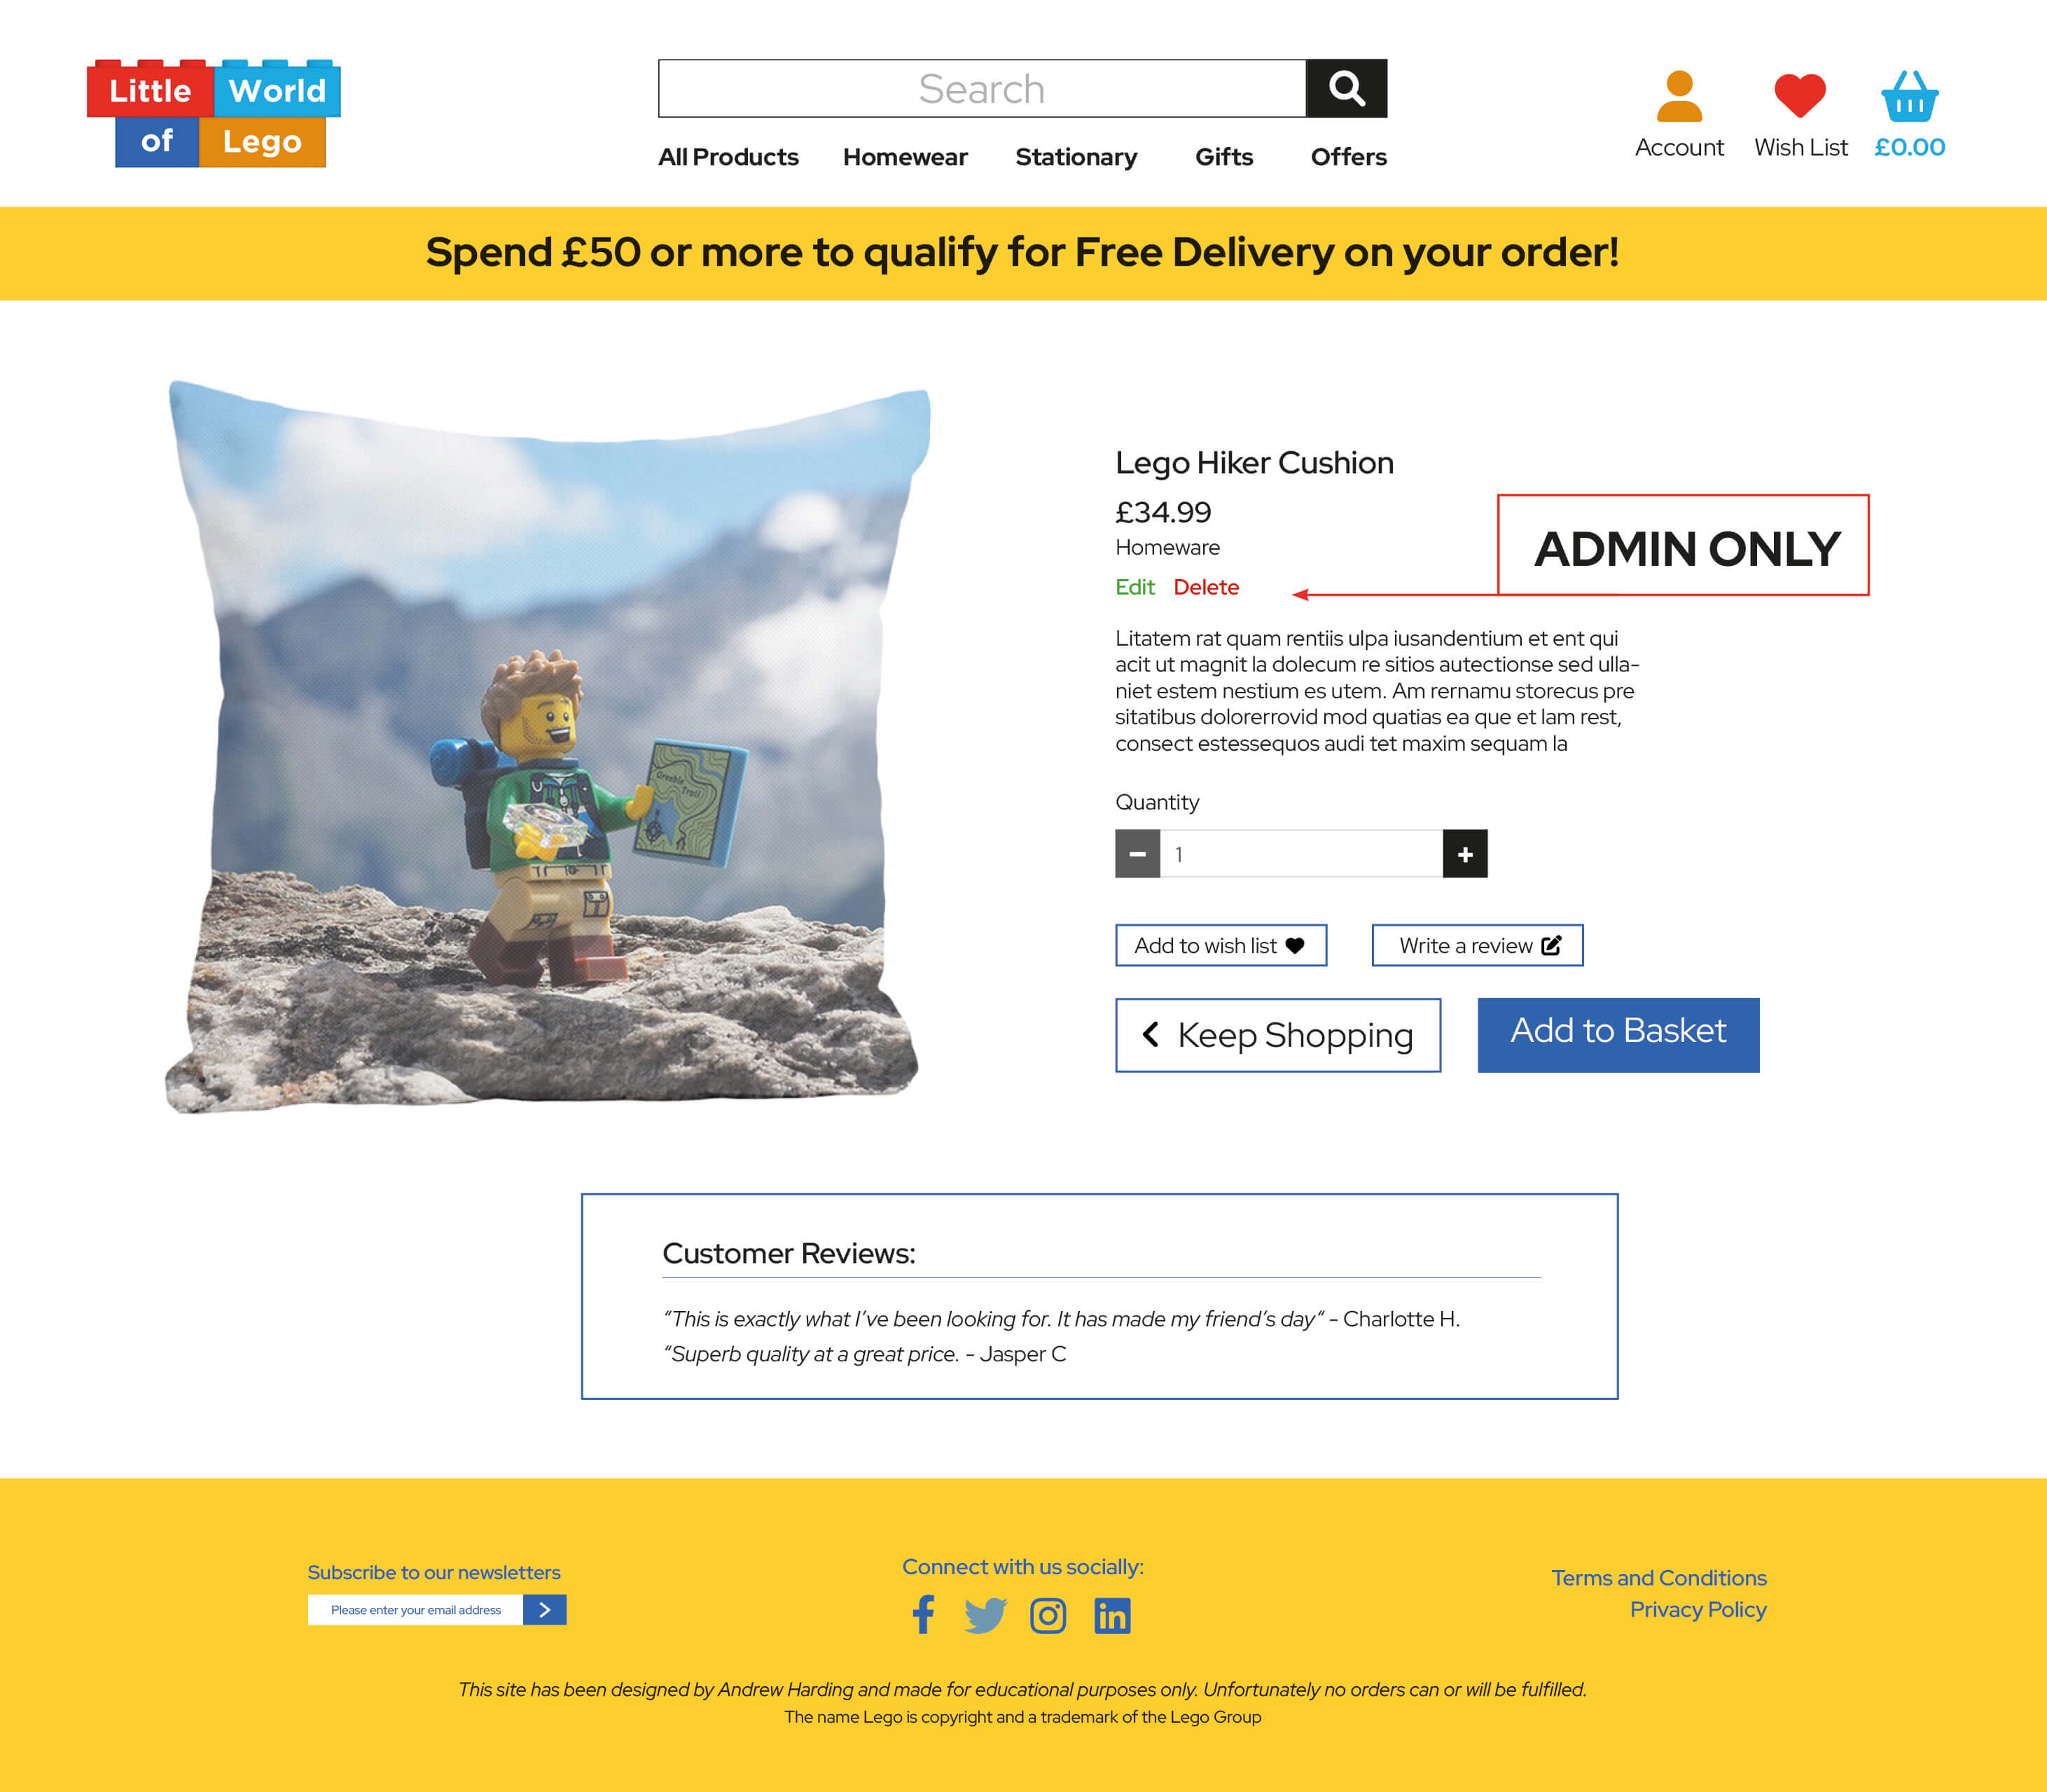 Little World
of Lego
Search
All Products Homewear Stationary Gifts Offers
Account Wish List £0.00
Spend £50 or more to qualify for Free Delivery on your order!
Lego Hiker Cushion
£34.99
Homeware
Edit Delete
ADMIN ONLY
Litatem rat quam rentiis ulpa iusandentium et ent qui
acit ut magnit la dolecum re sitios autectionse sed ulla-
niet estem nestium es utem. Am rernamu storecus pre
sitatibus dolorerrovid mod quatias ea que et lam rest,
consect estessequos audi tet maxim sequam la
Greeble
Trail
Quantity
1
Add to wish list Write a review
Keep Shopping Add to Basket
Customer Reviews:
“This is exactly what I’ve been looking for. It has made my friend’s day“ - Charlotte H.
“Superb quality at a great price. - Jasper C
Subscribe to our newsletters
Please enter your email address
Connect with us socially:
Terms and Conditions
Privacy Policy
This site has been designed by Andrew Harding and made for educational purposes only. Unfortunately no orders can or will be fulfilled.
The name Lego is copyright and a trademark of the Lego Group